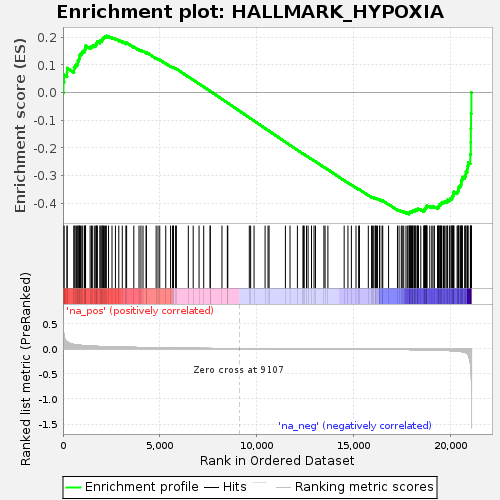 Enrichment plot: HALLMARK_HYPOXIA
Enrichment score (ES)
0.2
0.1
0.0
-0.1
-0.2
-0.3
-0.4
'na_pos' (positively correlated)
Ranked list metric (PreRanked)
0.5
0.0
-0.5
-1.0
-1.5
Zero cross at 9107
'na_neg' (negatively correlated)
0
5,000
10,000
15,000
20,000
Rank in Ordered Dataset
Enrichment profile
Hits
Ranking metric scores